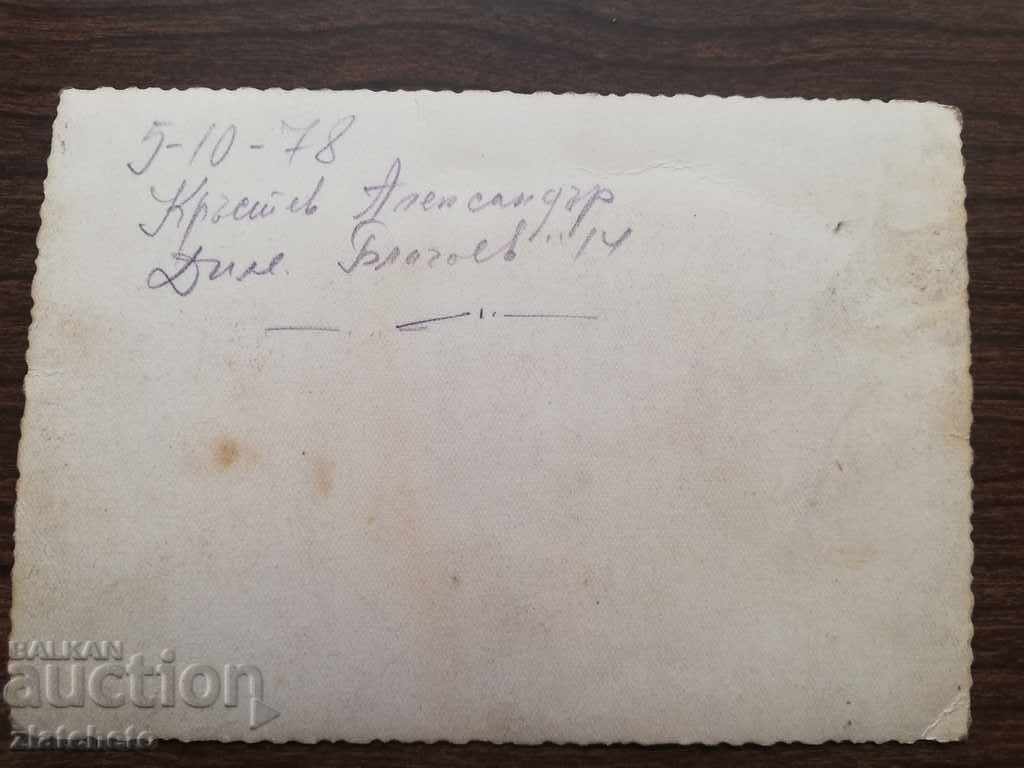 5-10-78
Кръстев Александър
Дим. Благоев" 14
BALKAN
auction
zlatcheto